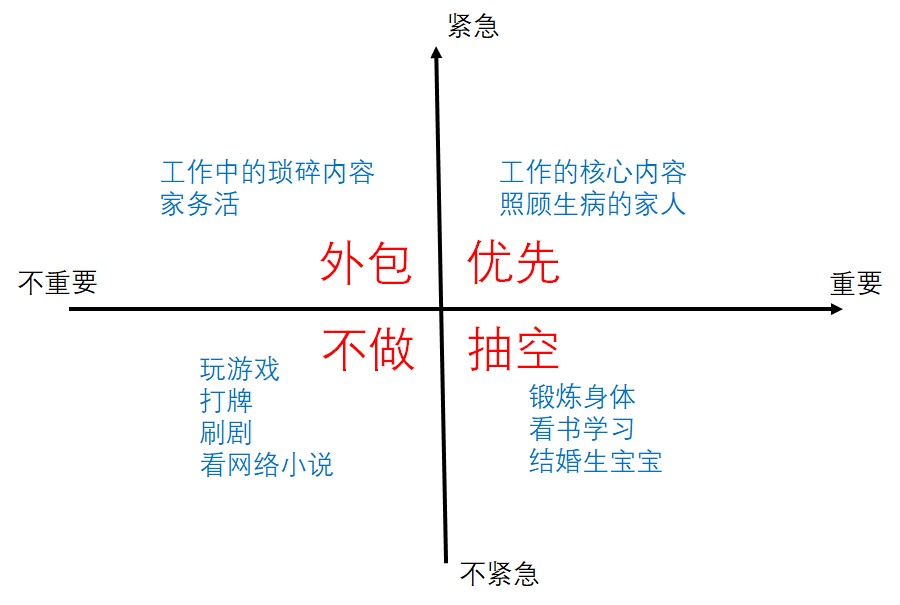 紧急
工作中的琐碎内容
家务活
工作的核心内容
照顾生病的家人
外包
优先
不重要
重要
不做
抽空
玩游戏
打牌
刷剧
看网络小说
锻炼身体
看书学习
结婚生宝宝
不紧急